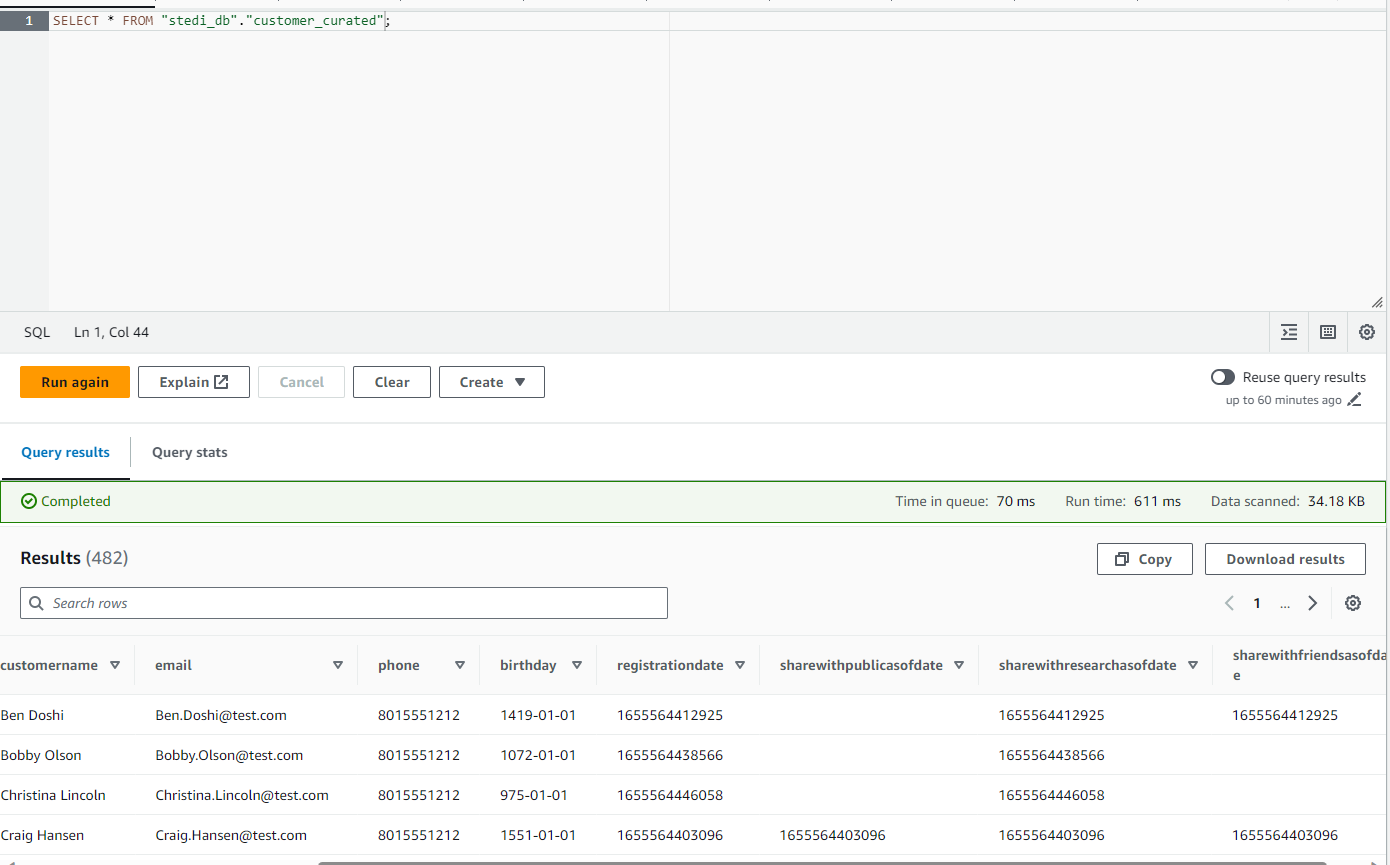 1 SELECT * FROM "stedi_db"."customer_curated";
SQL Ln 1, Col 44
Run again Explain Cancel Clear Create Reuse query results
up to 60 minutes ago
Query results Query stats
Completed Time in queue: 70 ms Run time: 611 ms Data scanned: 34.18 KB
Results (482) Copy Download results
Search rows 1 ...
customername email phone birthday registrationdate sharewithpublicasofdate sharewithresearchasofdate sharewithfriendsasofda
e
Ben Doshi Ben.Doshi@test.com 8015551212 1419-01-01 1655564412925 1655564412925 1655564412925
Bobby Olson Bobby.Olson@test.com 8015551212 1072-01-01 1655564438566 1655564438566
Christina Lincoln Christina.Lincoln@test.com 8015551212 975-01-01 1655564446058 1655564446058
Craig Hansen Craig.Hansen@test.com 8015551212 1551-01-01 1655564403096 1655564403096 1655564403096 1655564403096